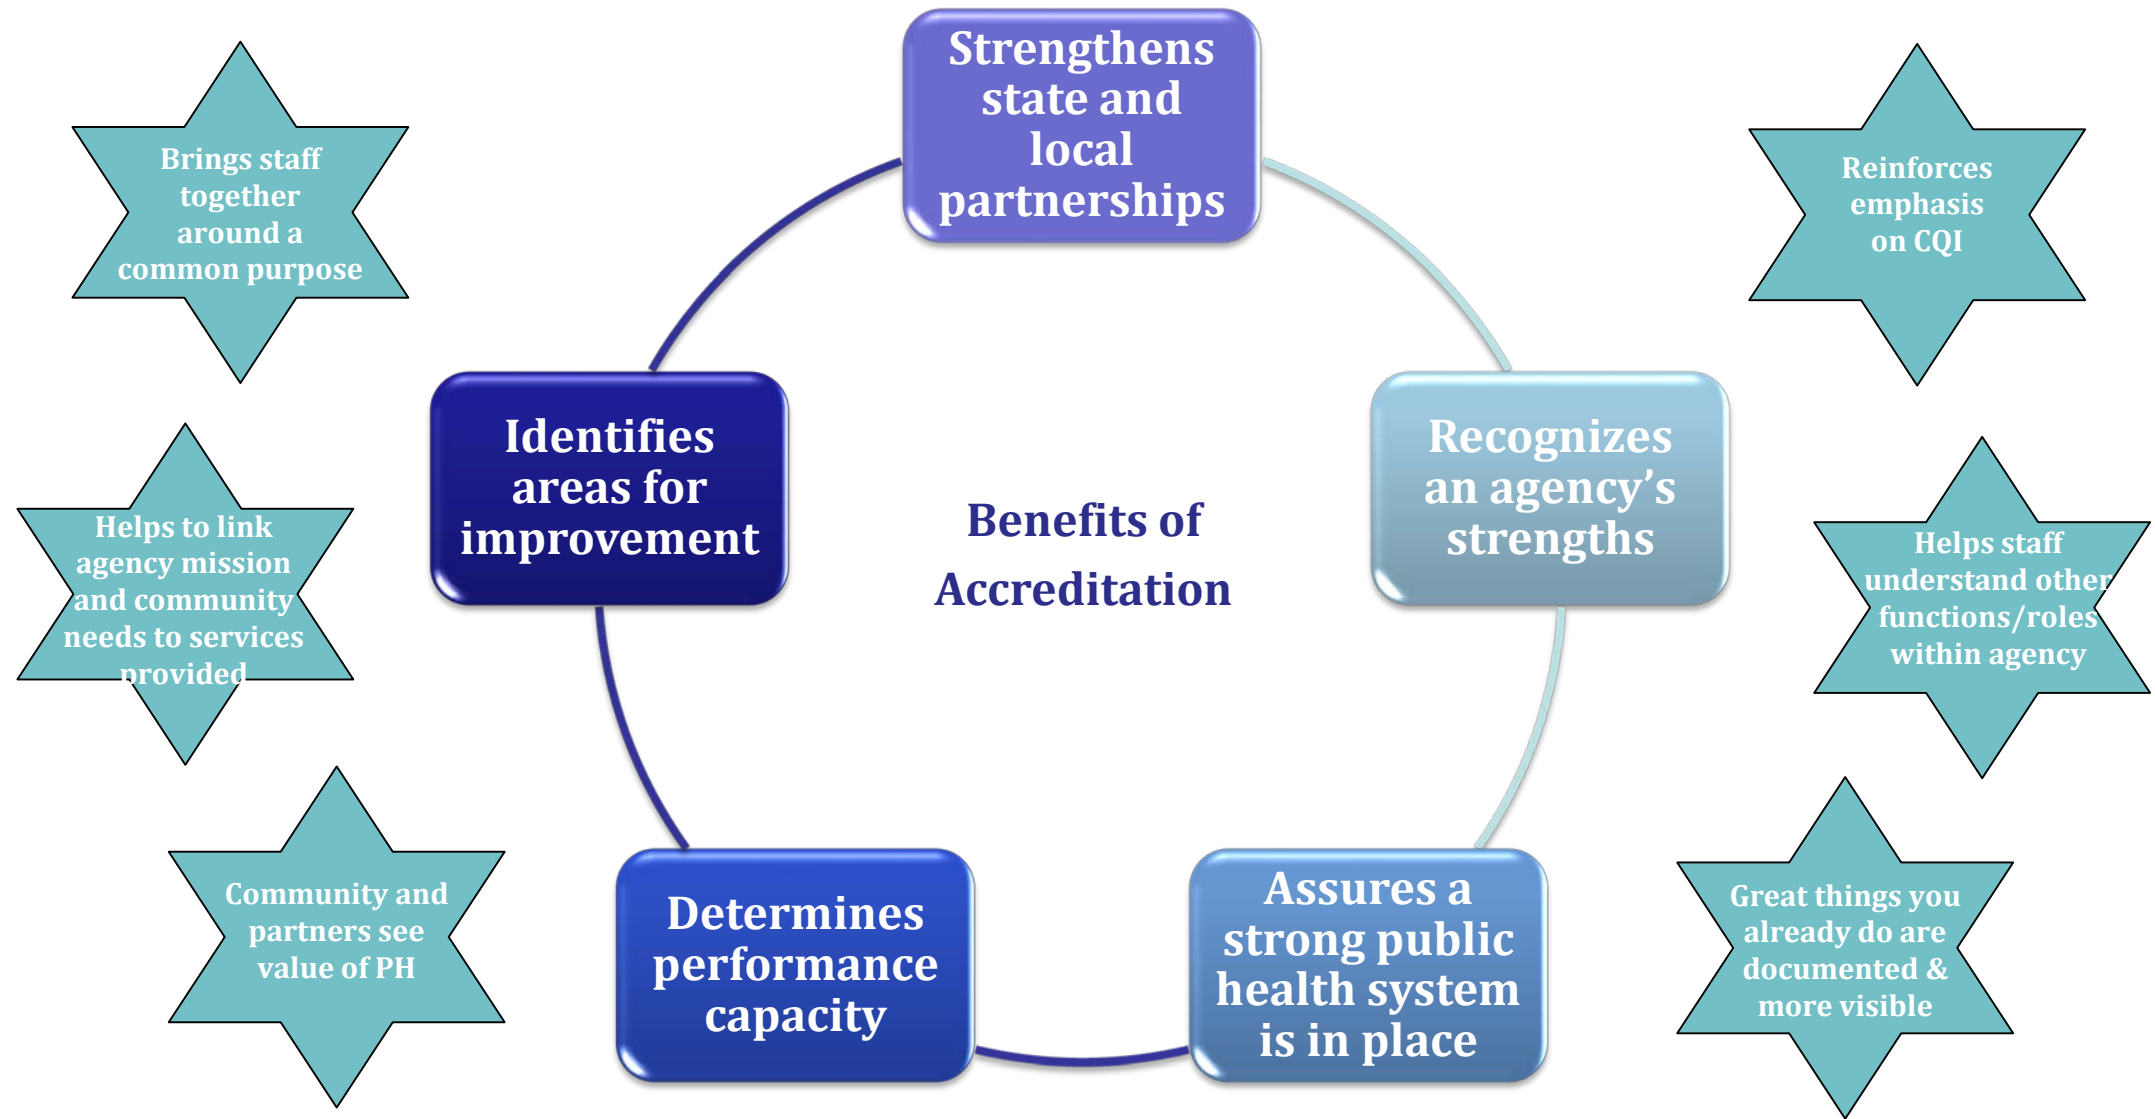 Strengthens
state and
local
partnerships
Brings staff
together
around a
common purpose
Reinforces
emphasis
on CQI
Identifies
areas for
improvement
Recognizes
an agency’s
strengths
Benefits of
Accreditation
Helps to link
agency mission
and community
needs to services
provided
Helps staff
understand other
functions/roles
within agency
Community and
partners see
value of PH
Determines
performance
capacity
Assures a
strong public
health system
is in place
Great things you
already do are
documented &
more visible